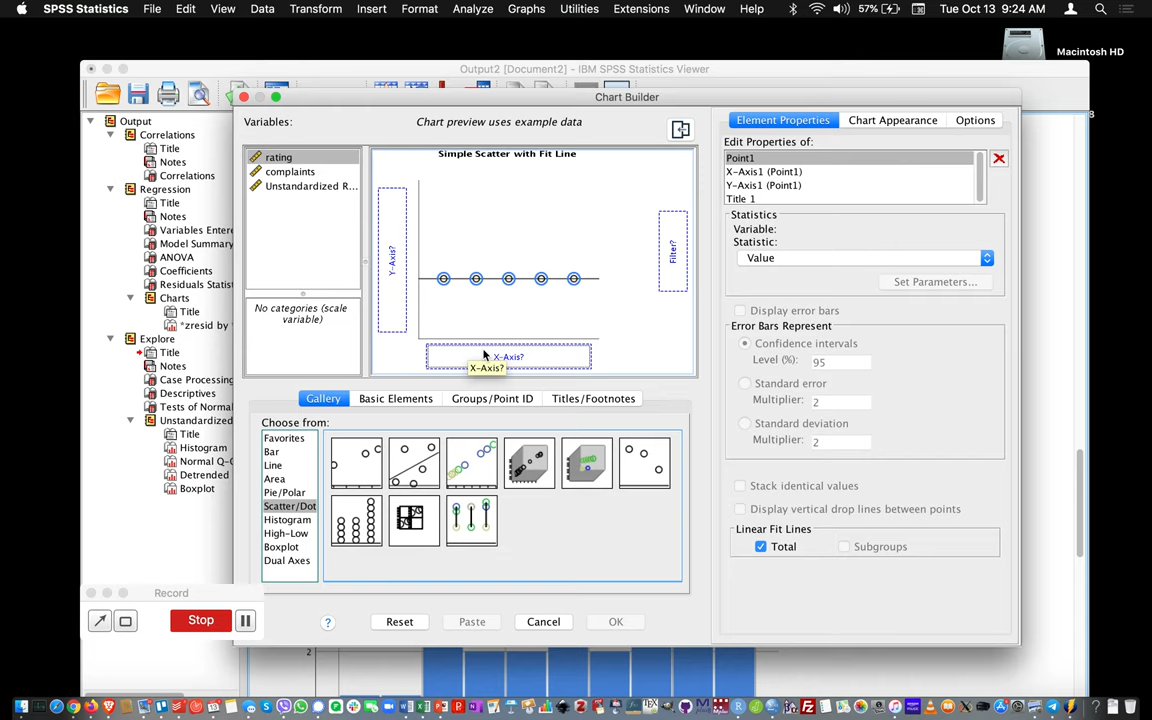 SPSS Statistics File Edit View Data Transform Insert Format Analyze Graphs Utilities Extensions Window Help 57% Tue Oct 13 9:24 AM
Macintosh HD
Output2 [Document2] - IBM SPSS Statistics Viewer
Chart Builder
Variables:
Chart preview uses example data
rating
complaints
Unstandardized R...
No categories (scale
variable)
Simple Scatter with Fit Line
Y-Axis?
Filter?
X-Axis?
X-Axis?
Gallery Basic Elements Groups/Point ID Titles/Footnotes
Choose from:
Favorites
Bar
Line
Area
Pie/Polar
Scatter/Dot
Histogram
High-Low
Boxplot
Dual Axes
? Reset Paste Cancel OK
Element Properties Chart Appearance Options
Edit Properties of:
Point1
X-Axis1 (Point1)
Y-Axis1 (Point1)
Title 1
Statistics
Variable:
Statistic:
Value
Set Parameters...
Display error bars
Error Bars Represent
Confidence intervals
Level (%): 95
Standard error
Multiplier: 2
Standard deviation
Multiplier: 2
Stack identical values
Display vertical drop lines between points
Linear Fit Lines
Total Subgroups
Output
Correlations
Title
Notes
Correlations
Regression
Title
Notes
Variables Entered
Model Summary
ANOVA
Coefficients
Residuals Statist
Charts
Title
*zresid by
Explore
Title
Notes
Case Processing
Descriptives
Tests of Normal
Unstandardized
Title
Histogram
Normal Q-
Detrended
Boxplot
Record
Stop
2
8